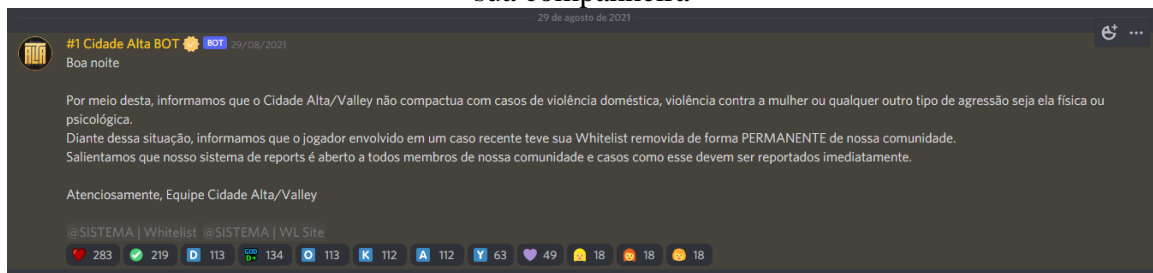 sua companheira
29 de agosto de 2021
#1 Cidade Alta BOT BOT 29/08/2021
Boa noite
Por meio desta, informamos que o Cidade Alta/Valley não compactua com casos de violência doméstica, violência contra a mulher ou qualquer outro tipo de agressão seja ela física ou
psicológica.
Diante dessa situação, informamos que o jogador envolvido em um caso recente teve sua Whitelist removida de forma PERMANENTE de nossa comunidade.
Salientamos que nosso sistema de reports é aberto a todos membros de nossa comunidade e casos como esse devem ser reportados imediatamente.
Atenciosamente, Equipe Cidade Alta/Valley
@SISTEMA | Whitelist @SISTEMA | WL Site
283 219 D 113 134 O 113 K 112 A 112 Y 63 49 18 18 18